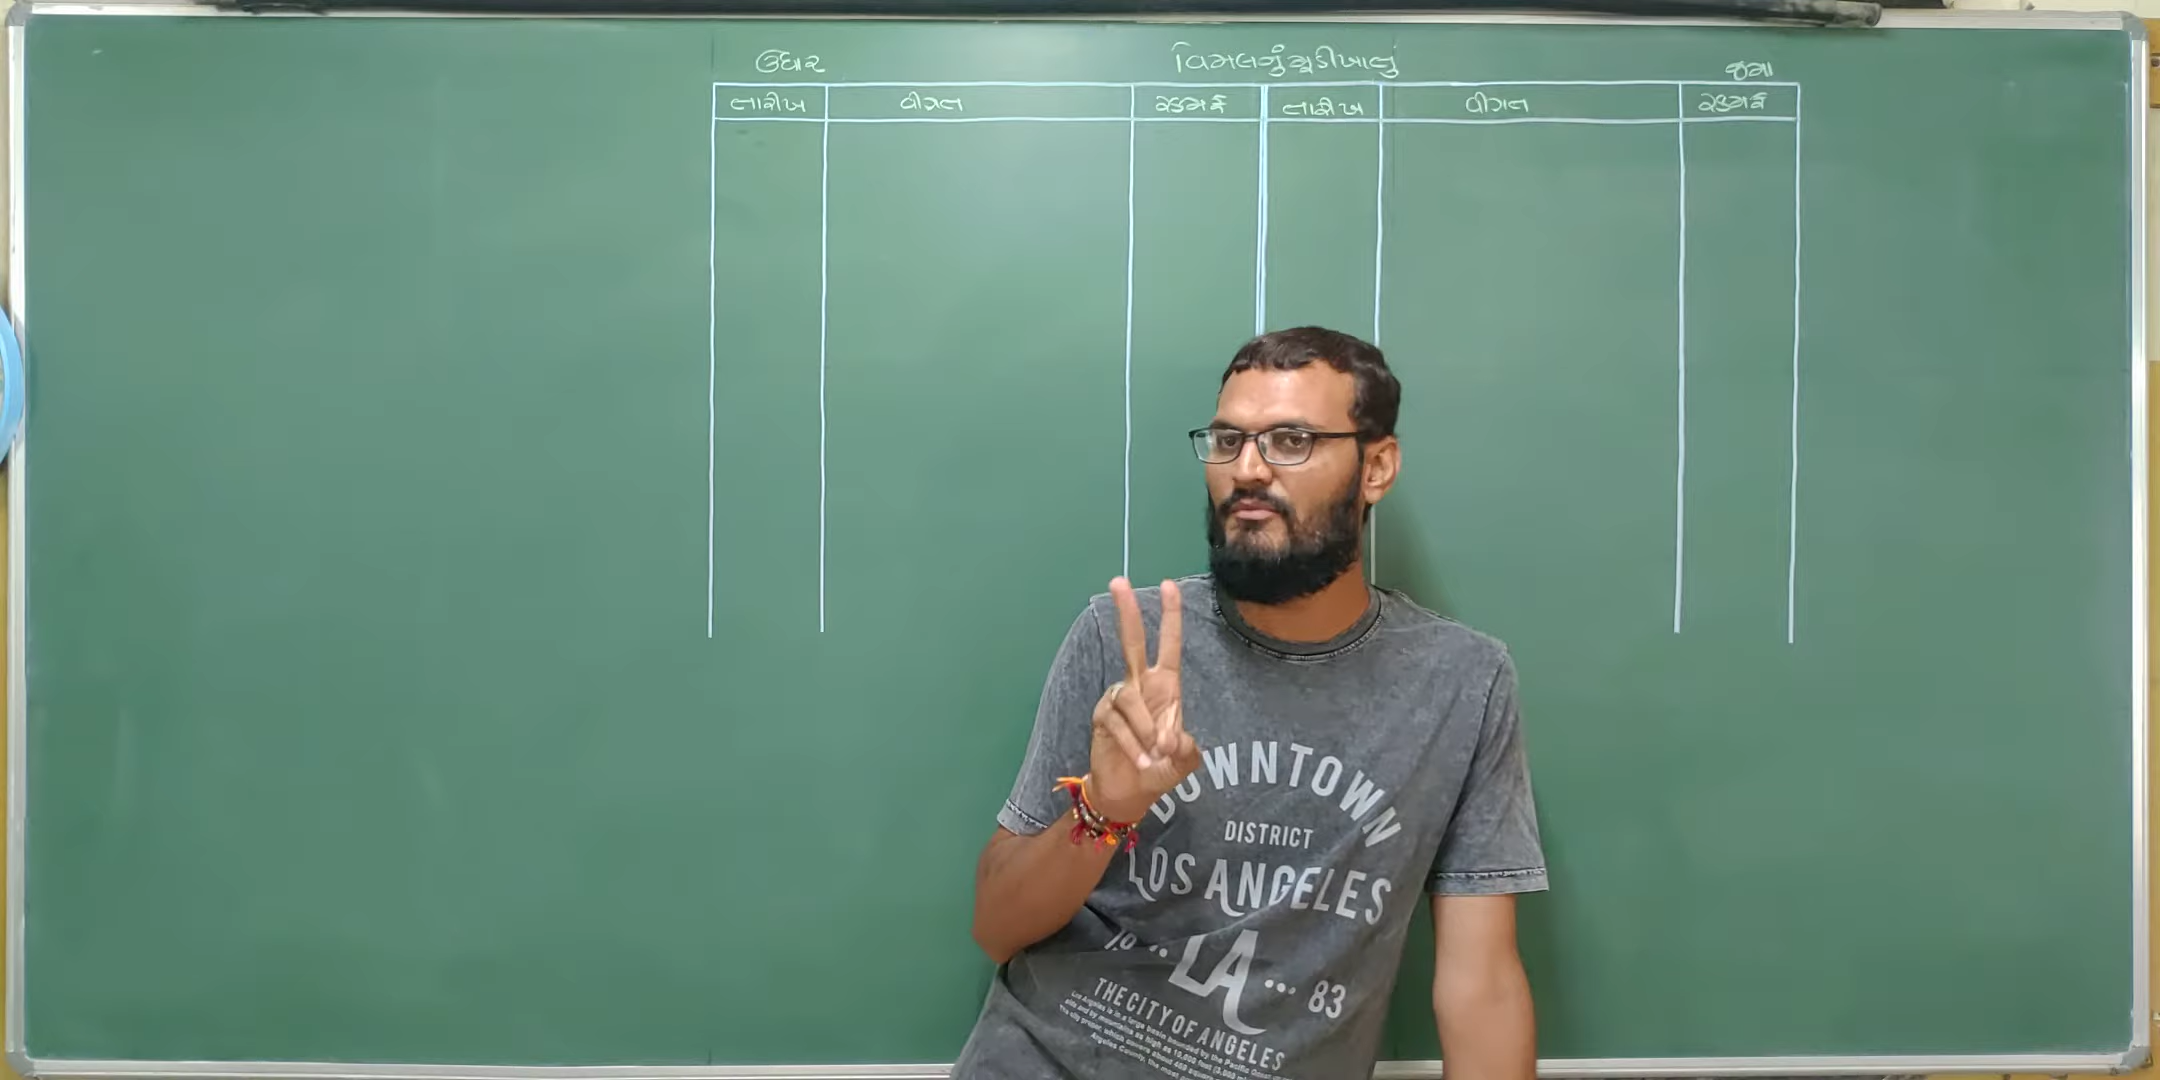 ઉધાર વિમલનું મૂડીખાતું જમા
તારીખ વીગત રકમ ₹ તારીખ વીગત રકમ ₹
DOWNTOWN
DISTRICT
LOS ANGELES
LA 83
THE CITY OF ANGELES